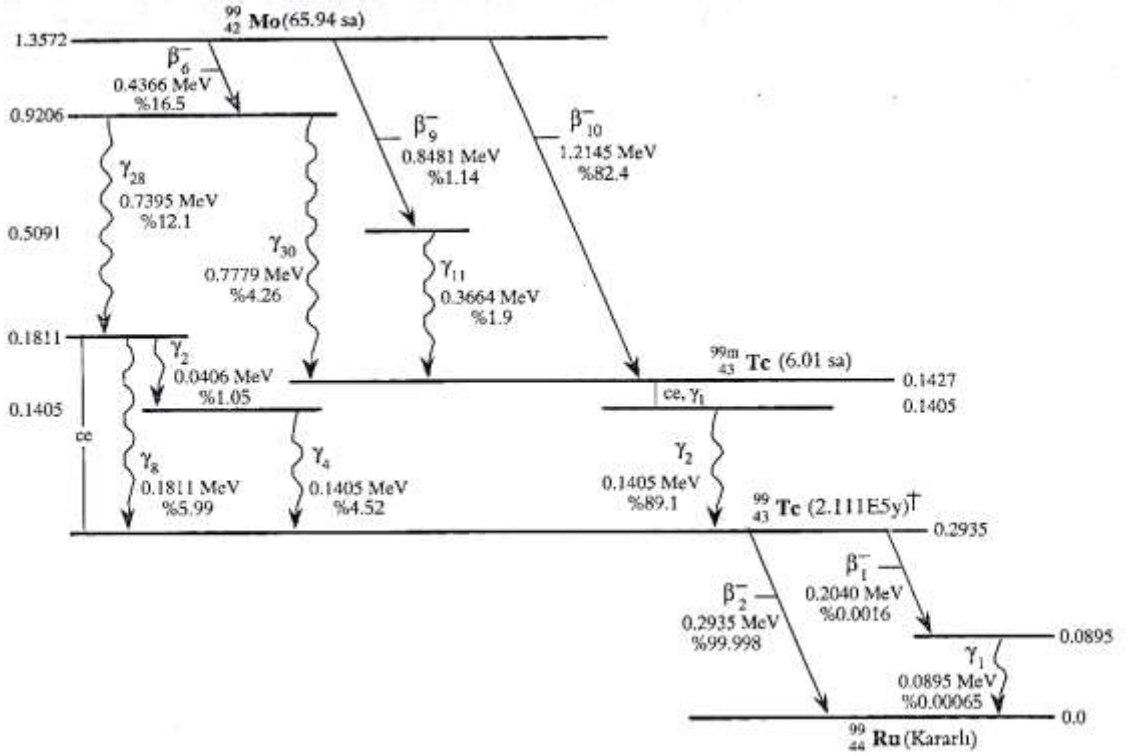 99
42 Mo (65.94 sa)
1.3572
β6−
0.4366 MeV
%16.5
0.9206
β9−
0.8481 MeV
%1.14
β10−
1.2145 MeV
%82.4
γ28
0.7395 MeV
%12.1
0.5091
γ30
0.7779 MeV
%4.26
γ11
0.3664 MeV
%1.9
0.1811
γ2
0.0406 MeV
%1.05
99m
43 Tc (6.01 sa)
0.1427
ce, γ1
0.1405
0.1405
ce
γ8
0.1811 MeV
%5.99
γ4
0.1405 MeV
%4.52
γ2
0.1405 MeV
%89.1
99
43 Tc (2.111E5y)†
0.2935
β2−
0.2935 MeV
%99.998
β1−
0.2040 MeV
%0.0016
0.0895
γ1
0.0895 MeV
%0.00065
0.0
99
44 Ru (Kararlı)